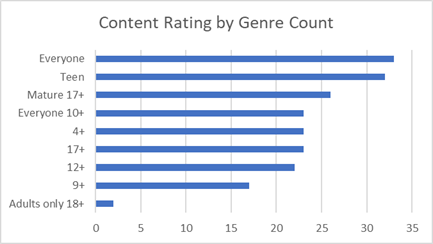 Content Rating by Genre Count
Everyone
Teen
Mature 17+
Everyone 10+
4+
17+
12+
9+
Adults only 18+
0 5 10 15 20 25 30 35